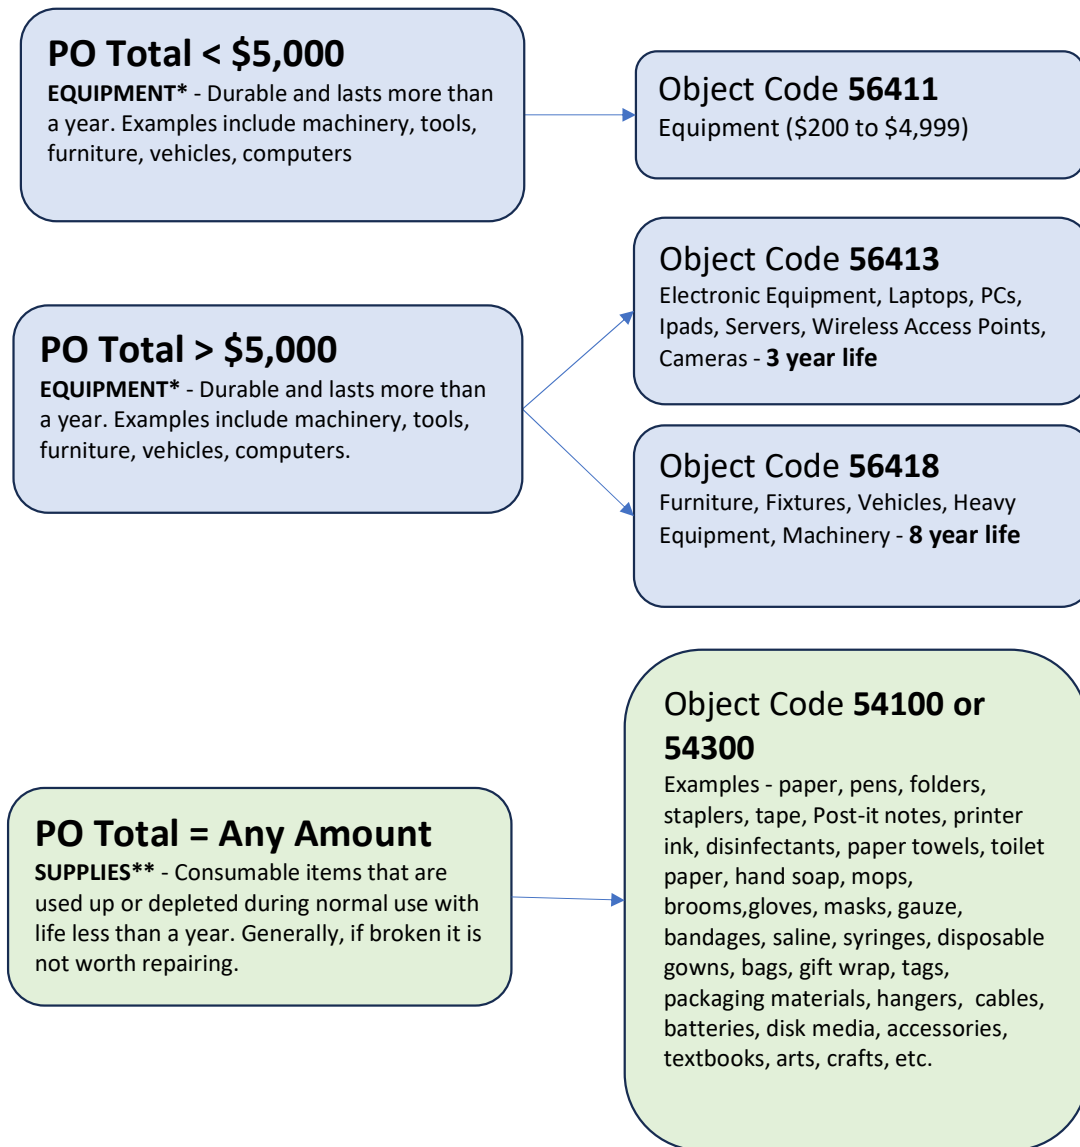 PO Total < $5,000
EQUIPMENT* - Durable and lasts more than
a year. Examples include machinery, tools,
furniture, vehicles, computers
Object Code 56411
Equipment ($200 to $4,999)
PO Total > $5,000
EQUIPMENT* - Durable and lasts more than
a year. Examples include machinery, tools,
furniture, vehicles, computers.
Object Code 56413
Electronic Equipment, Laptops, PCs,
Ipads, Servers, Wireless Access Points,
Cameras - 3 year life
Object Code 56418
Furniture, Fixtures, Vehicles, Heavy
Equipment, Machinery - 8 year life
PO Total = Any Amount
SUPPLIES** - Consumable items that are
used up or depleted during normal use with
life less than a year. Generally, if broken it is
not worth repairing.
Object Code 54100 or
54300
Examples - paper, pens, folders,
staplers, tape, Post-it notes, printer
ink, disinfectants, paper towels, toilet
paper, hand soap, mops,
brooms,gloves, masks, gauze,
bandages, saline, syringes, disposable
gowns, bags, gift wrap, tags,
packaging materials, hangers,  cables,
batteries, disk media, accessories,
textbooks, arts, crafts, etc.